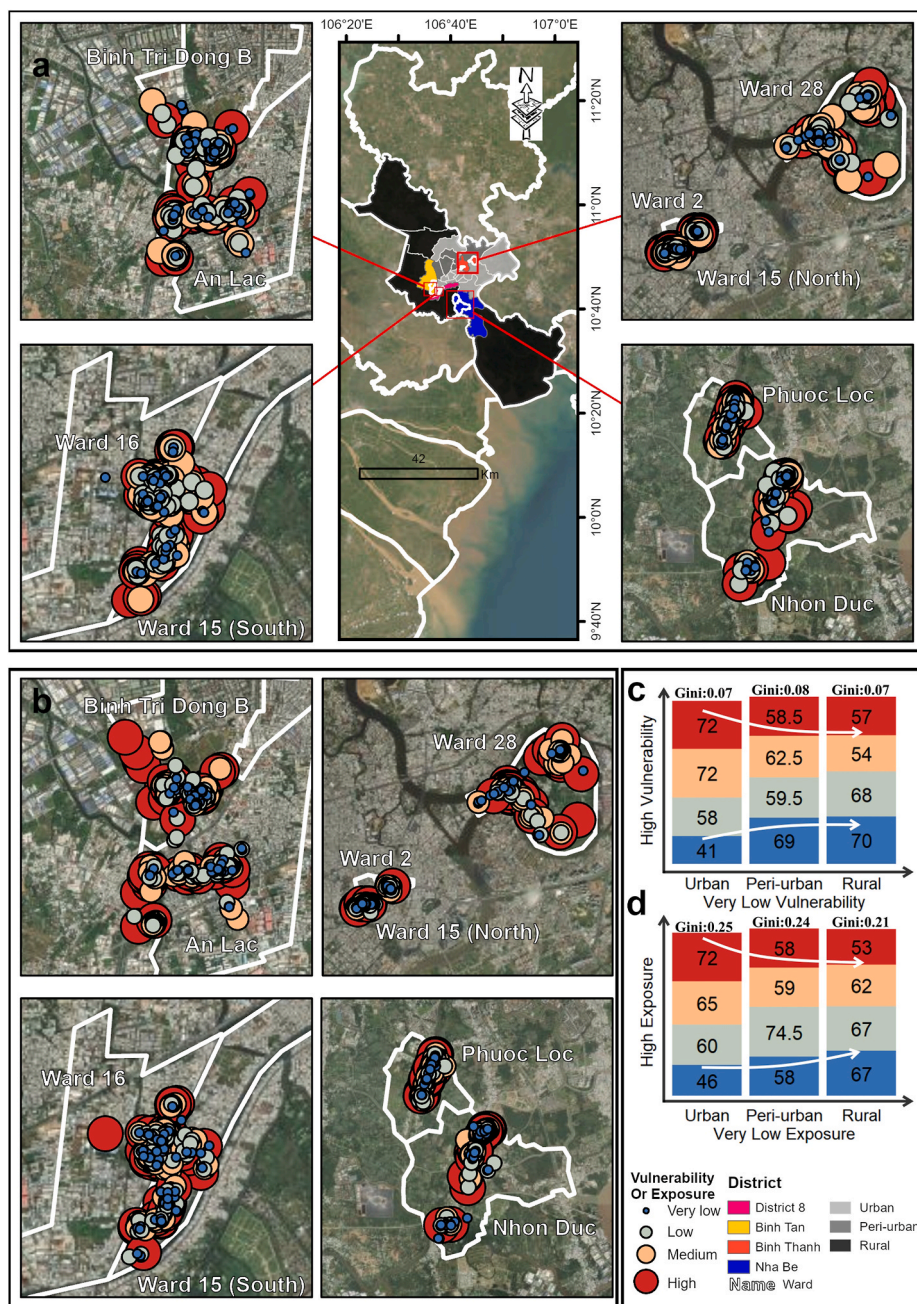 a
Binh Tri Dong B
An Lac
Ward 16
Ward 15 (South)
106°20'E
106°40'E
107°0'E
N
11°20'N
11°0'N
10°40'N
10°20'N
10°0'N
9°40'N
42
Km
Ward 28
Ward 2
Ward 15 (North)
Phuoc Loc
Nhon Duc
b
Binh Tri Dong B
An Lac
Ward 28
Ward 2
Ward 15 (North)
Ward 16
Ward 15 (South)
Phuoc Loc
Nhon Duc
c
Gini:0.07 Gini:0.08 Gini:0.07
High Vulnerability
72 58.5 57
72 62.5 54
58 59.5 68
41 69 70
Urban Peri-urban Rural
Very Low Vulnerability
d
Gini:0.25 Gini:0.24 Gini:0.21
High Exposure
72 58 53
65 59 62
60 74.5 67
46 58 67
Urban Peri-urban Rural
Very Low Exposure
Vulnerability
Or Exposure
Very low
Low
Medium
High
District
District 8
Binh Tan
Binh Thanh
Nha Be
Name Ward
Urban
Peri-urban
Rural